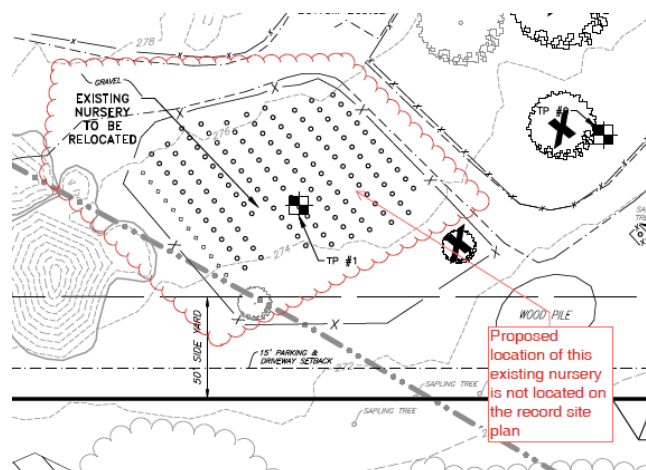 278
GRAVEL
EXISTING
NURSERY
TO BE
RELOCATED
276
TP #1
274
50' SIDE YARD
15' PARKING &
DRIVEWAY SETBACK
272
WOOD PILE
SAPLING TREE
SAPLING TREE
Proposed
location of this
existing nursery
is not located on
the record site
plan